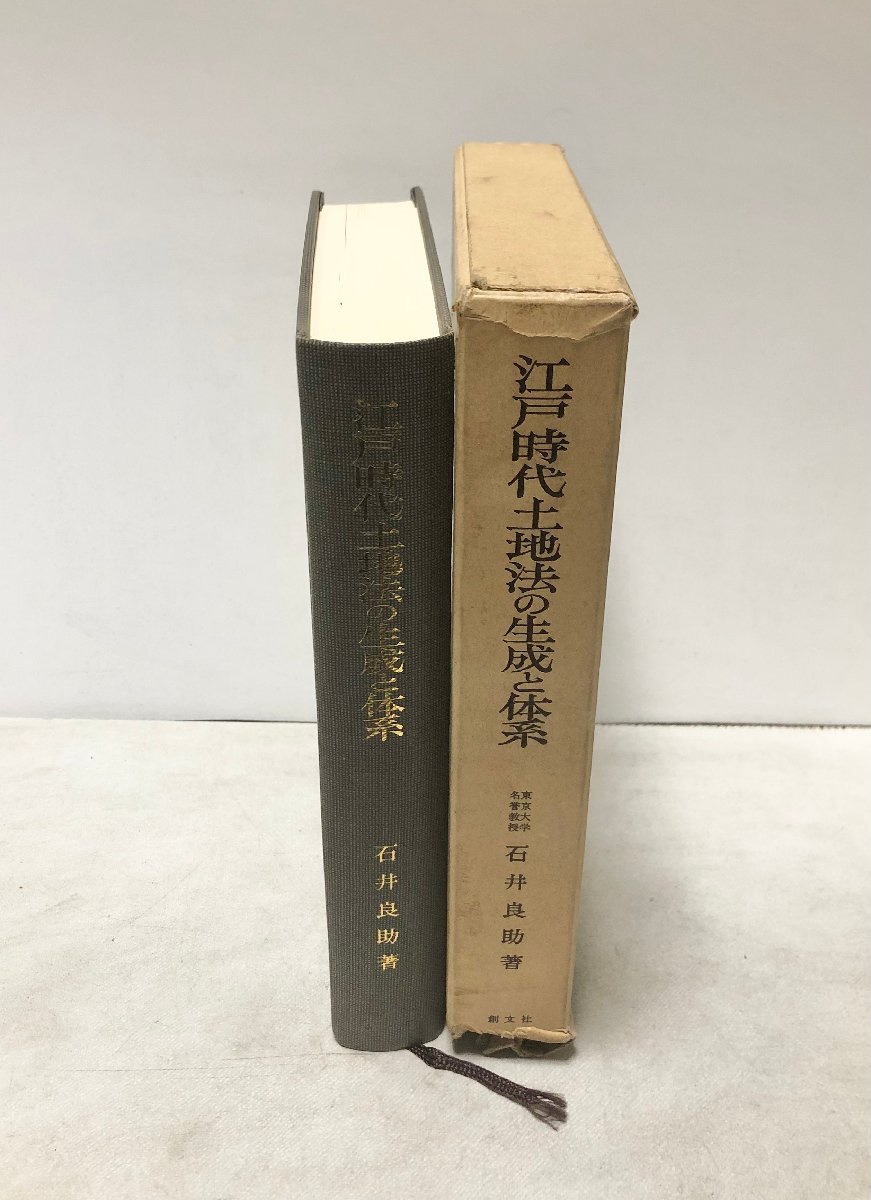 江戸時代土地法の生成と体系
石井良助著
江戸時代土地法の生成と体系
東京大学
名誉教授
石井良助著
創文社